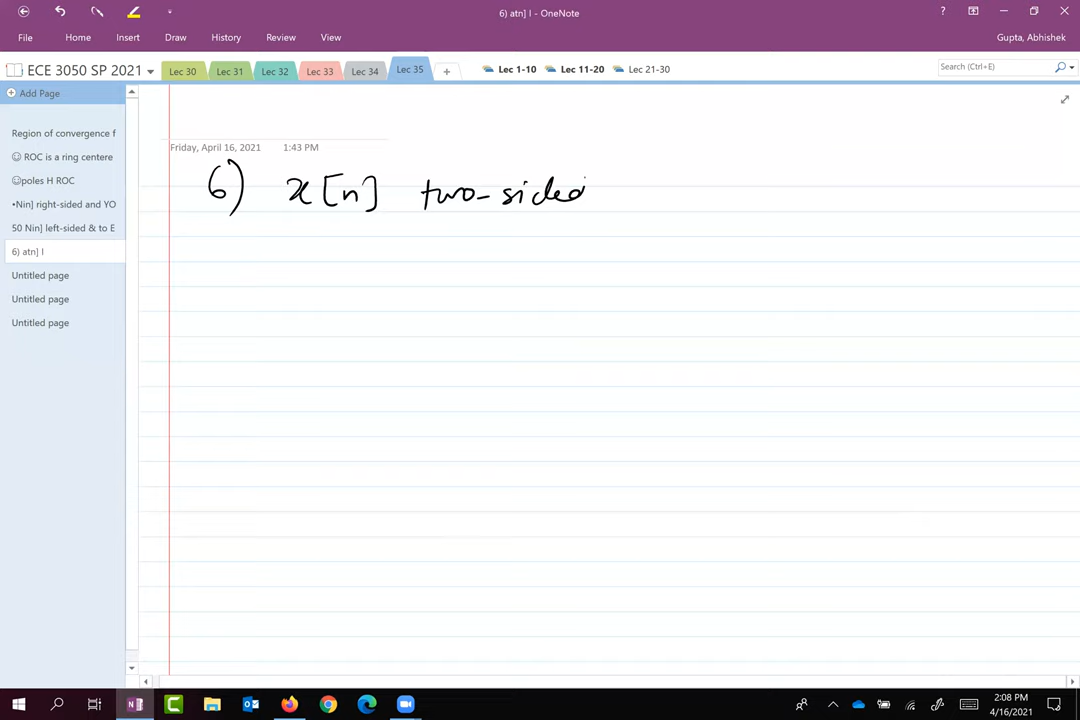 6) atn] I - OneNote
?
File
Home
Insert
Draw
History
Review
View
Gupta, Abhishek
ECE 3050 SP 2021
Lec 30
Lec 31
Lec 32
Lec 33
Lec 34
Lec 35
+
Lec 1-10
Lec 11-20
Lec 21-30
Search (Ctrl+E)
Add Page
Region of convergence f
☺ ROC is a ring centere
☺poles H ROC
•Nin] right-sided and YO
50 Nin] left-sided & to E
6) atn] I
Untitled page
Untitled page
Untitled page
Friday, April 16, 2021 1:43 PM
6) x[n] two-sided
2:08 PM
4/16/2021